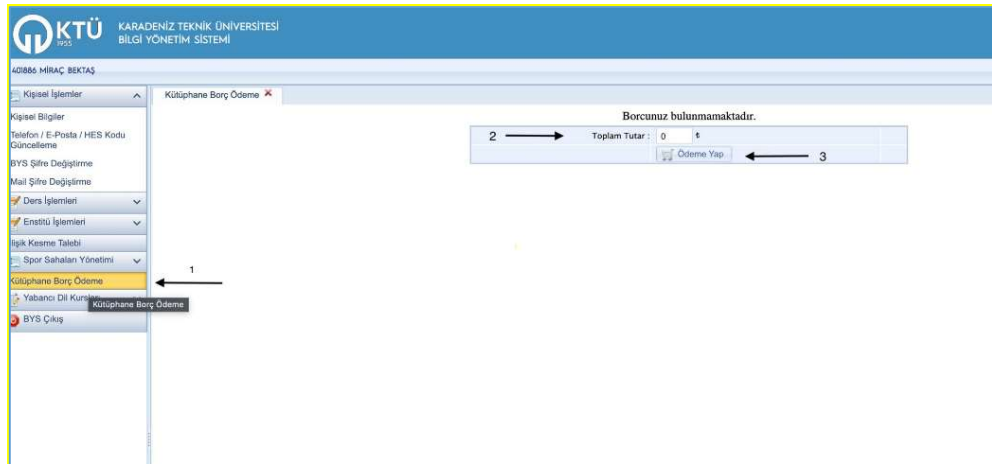 KTÜ
1955
KARADENİZ TEKNİK ÜNİVERSİTESİ
BİLGİ YÖNETİM SİSTEMİ
401886 MİRAÇ BEKTAŞ
Kişisel İşlemler
Kütüphane Borç Ödeme
Kişisel Bilgiler
Telefon / E-Posta / HES Kodu
Güncelleme
BYS Şifre Değiştirme
Mail Şifre Değiştirme
Ders İşlemleri
Enstitü İşlemleri
İlişik Kesme Talebi
Spor Sahaları Yönetimi
Kütüphane Borç Ödeme
Yabancı Dil Kursları
Kütüphane Borç Ödeme
BYS Çıkış
1
Borcunuz bulunmamaktadır.
2 Toplam Tutar : 0 ₺
Ödeme Yap 3